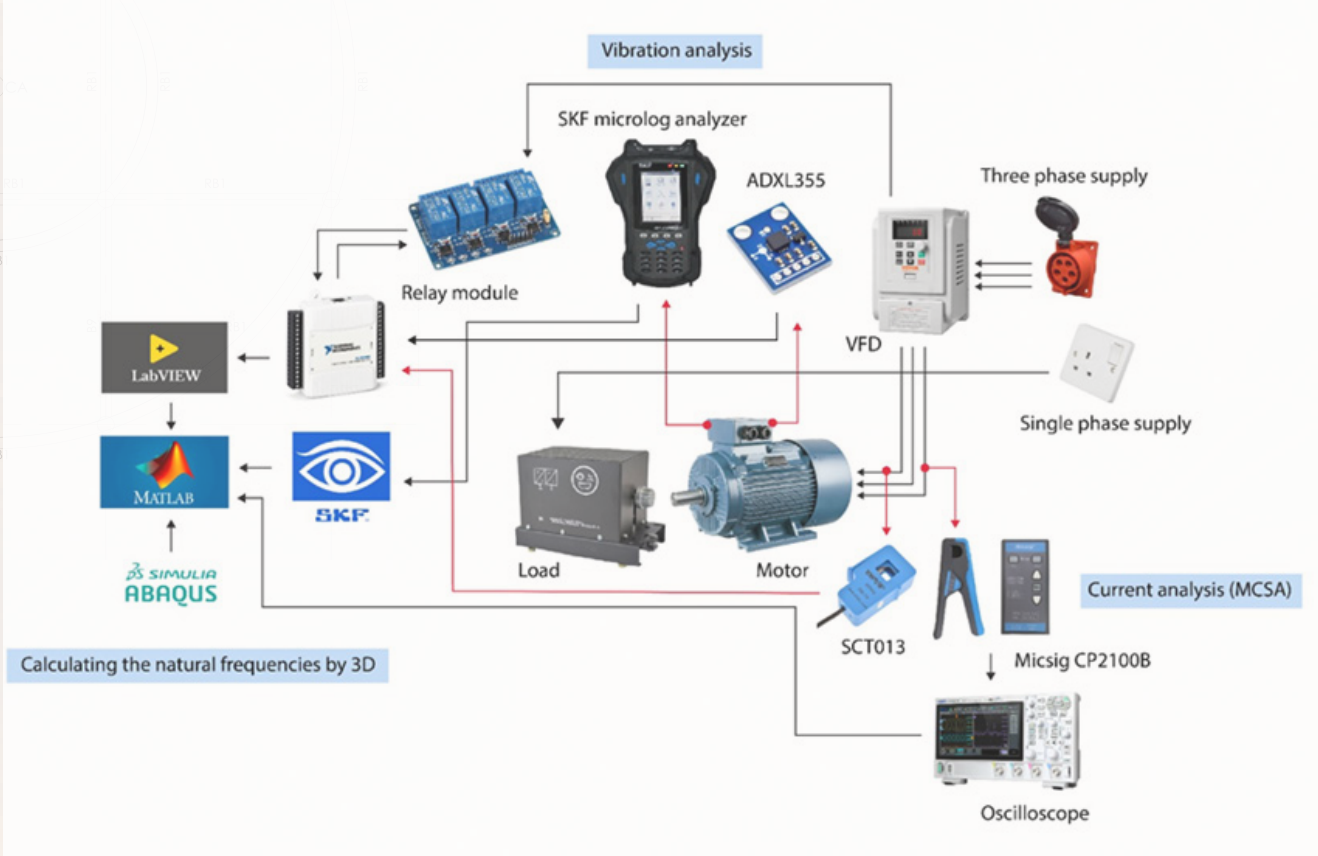 Vibration analysis
SKF microlog analyzer
ADXL355
Three phase supply
Relay module
VFD
LabVIEW
Single phase supply
MATLAB
SKF
Load
Motor
SIMULIA
ABAQUS
Current analysis (MCSA)
SCT013
Micsig CP2100B
Calculating the natural frequencies by 3D
Oscilloscope